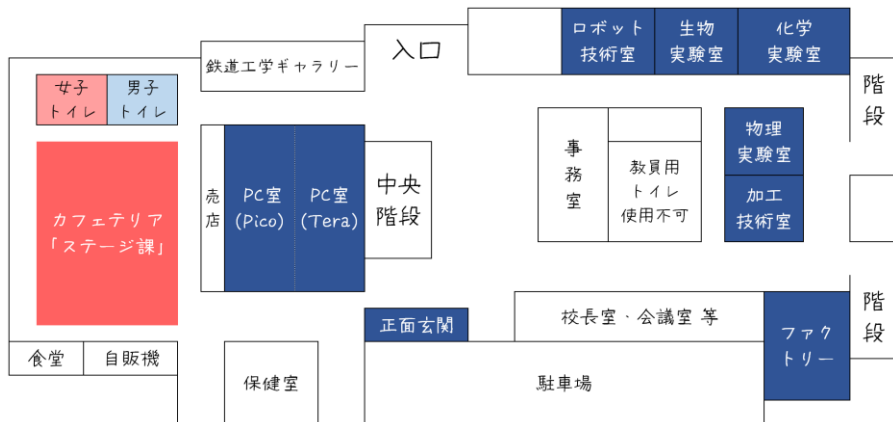 ロボット
技術室
生物
実験室
化学
実験室
入口
鉄道工学ギャラリー
階
段
女子
トイレ
男子
トイレ
事
務
室
教員用
トイレ
使用不可
物理
実験室
加工
技術室
カフェテリア
「ステージ課」
売
店
PC室
(Pico)
PC室
(Tera)
中央
階段
正面玄関
校長室・会議室 等
ファク
トリー
階
段
食堂
自販機
保健室
駐車場